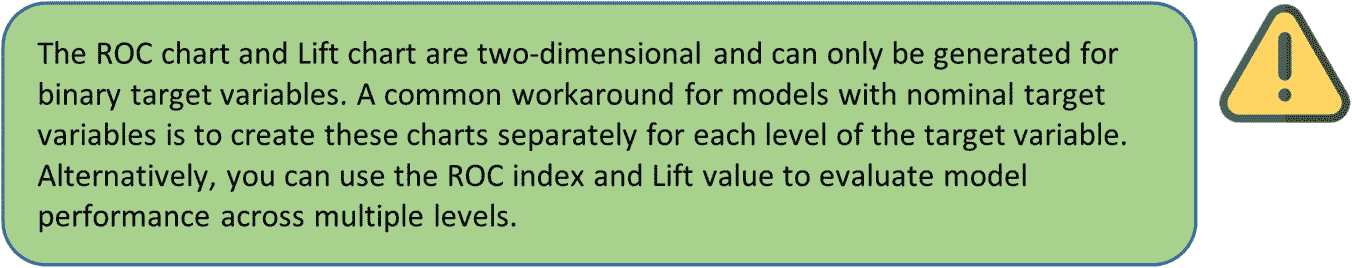 The ROC chart and Lift chart are two-dimensional and can only be generated for
binary target variables. A common workaround for models with nominal target
variables is to create these charts separately for each level of the target variable.
Alternatively, you can use the ROC index and Lift value to evaluate model
performance across multiple levels.